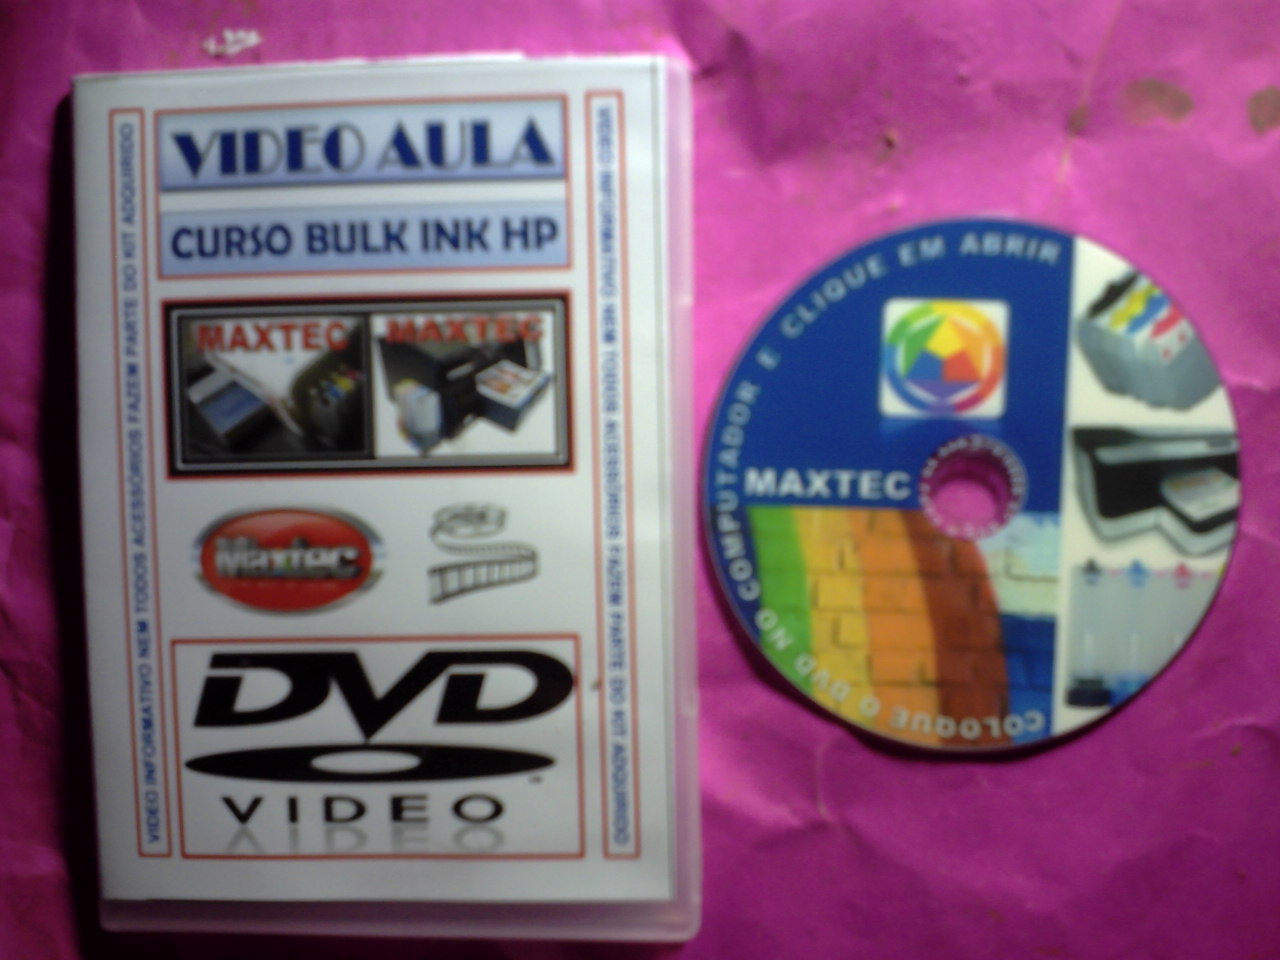 VIDEO AULA
CURSO BULK INK HP
MAXTEC MAXTEC
Maxtec
DVD
VIDEO
VIDEO INFORMATIVO NEM TODOS ACESSÓRIOS FAZEM PARTE DO KIT ADQUIRIDO
VIDEO INFORMATIVO NEM TODOS ACESSÓRIOS FAZEM PARTE DO KIT ADQUIRIDO
COLOQUE O DVD NO COMPUTADOR E CLIQUE EM ABRIR
MAXTEC